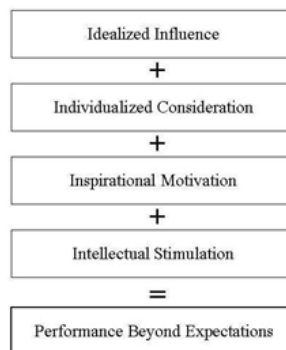 Idealized Influence
+
Individualized Consideration
+
Inspirational Motivation
+
Intellectual Stimulation
=
Performance Beyond Expectations